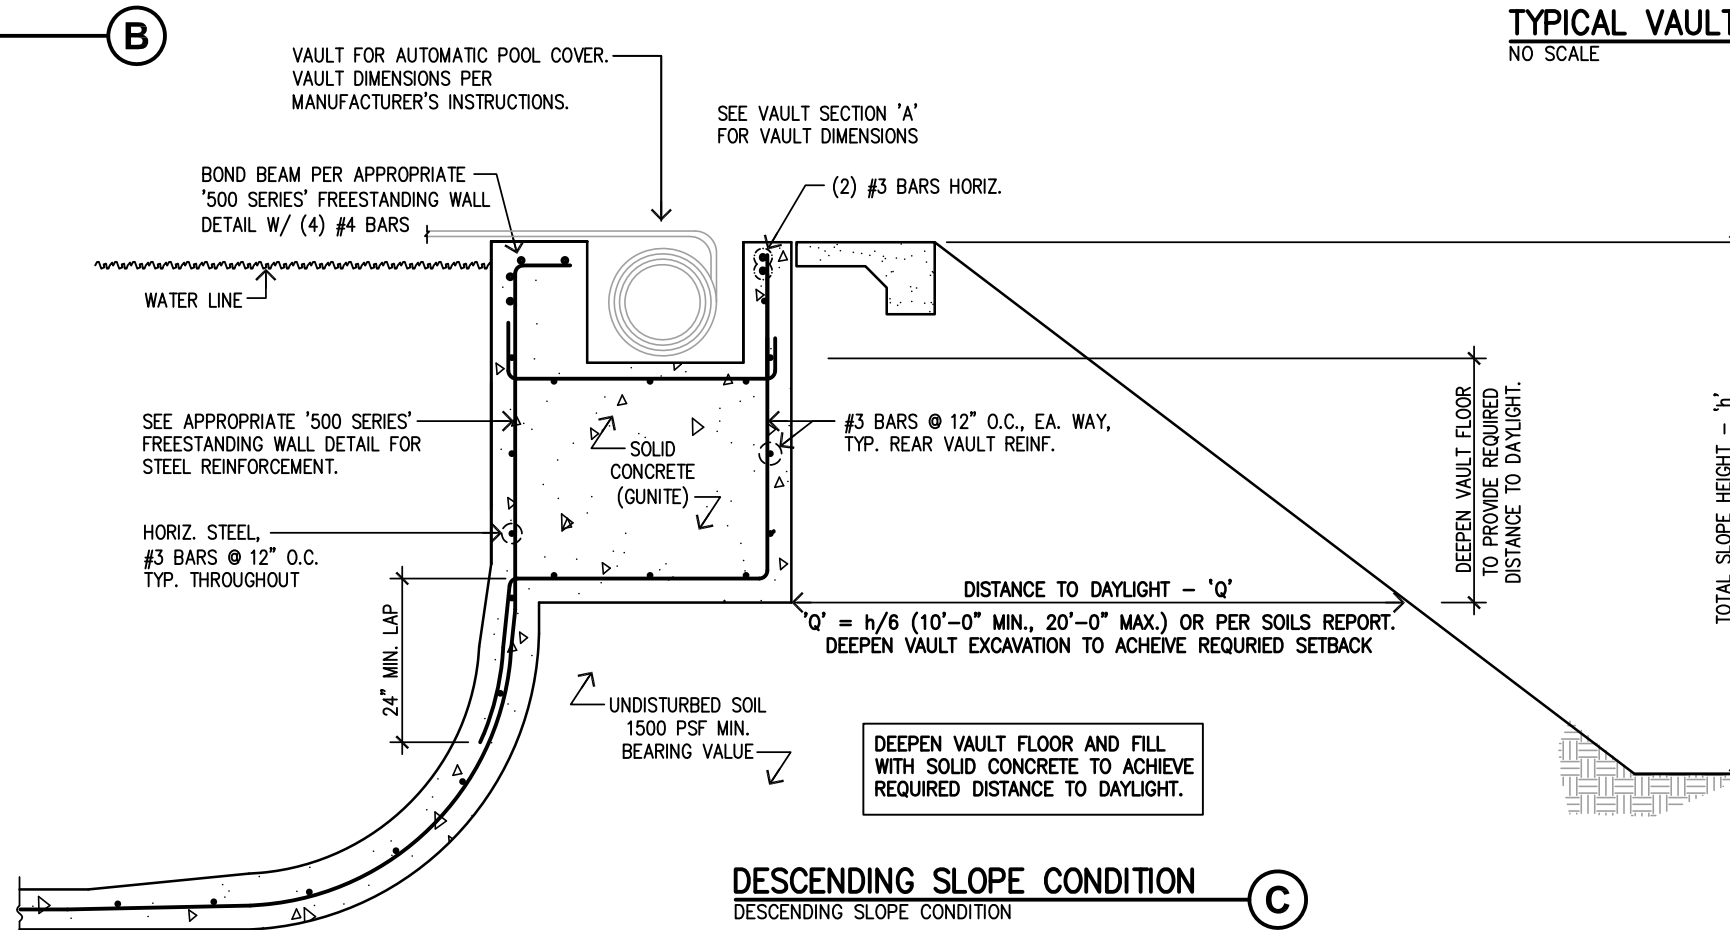 B
TYPICAL VAULT
NO SCALE
VAULT FOR AUTOMATIC POOL COVER.
VAULT DIMENSIONS PER
MANUFACTURER'S INSTRUCTIONS.
SEE VAULT SECTION 'A'
FOR VAULT DIMENSIONS
BOND BEAM PER APPROPRIATE
'500 SERIES' FREESTANDING WALL
DETAIL W/ (4) #4 BARS
(2) #3 BARS HORIZ.
WATER LINE
SEE APPROPRIATE '500 SERIES'
FREESTANDING WALL DETAIL FOR
STEEL REINFORCEMENT.
SOLID
CONCRETE
(GUNITE)
#3 BARS @ 12" O.C., EA. WAY,
TYP. REAR VAULT REINF.
HORIZ. STEEL,
#3 BARS @ 12" O.C.
TYP. THROUGHOUT
24" MIN. LAP
DEEPEN VAULT FLOOR
TO PROVIDE REQUIRED
DISTANCE TO DAYLIGHT.
TOTAL SLOPE HEIGHT - 'h'
DISTANCE TO DAYLIGHT - 'Q'
'Q' = h/6 (10'-0" MIN., 20'-0" MAX.) OR PER SOILS REPORT.
DEEPEN VAULT EXCAVATION TO ACHEIVE REQURIED SETBACK
UNDISTURBED SOIL
1500 PSF MIN.
BEARING VALUE
DEEPEN VAULT FLOOR AND FILL
WITH SOLID CONCRETE TO ACHIEVE
REQUIRED DISTANCE TO DAYLIGHT.
DESCENDING SLOPE CONDITION
DESCENDING SLOPE CONDITION
C